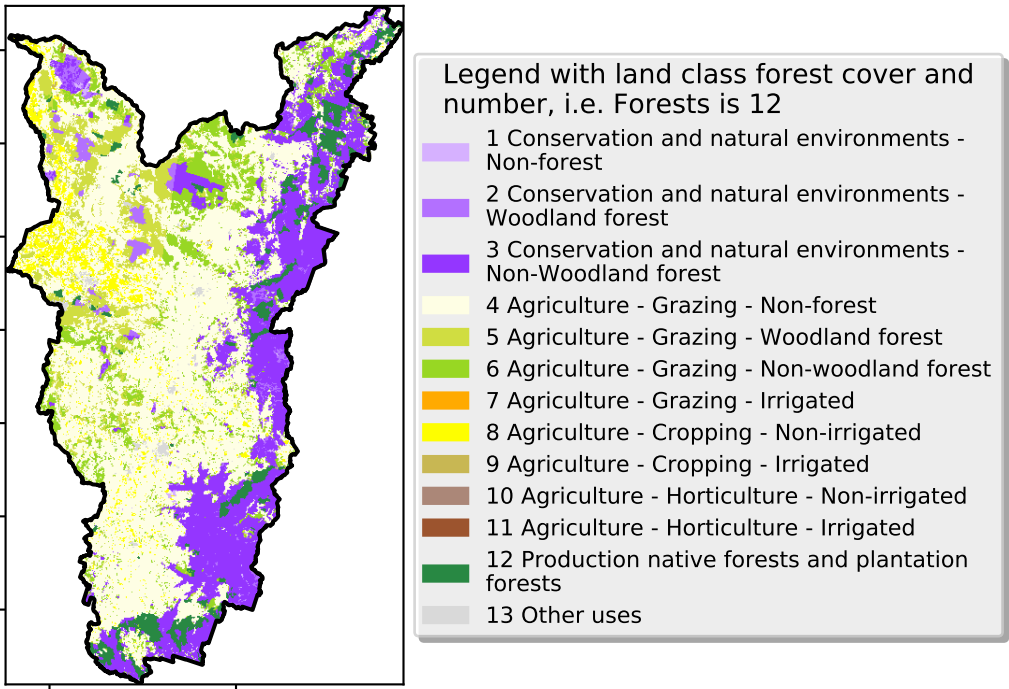 Legend with land class forest cover and
number, i.e. Forests is 12
1 Conservation and natural environments -
Non-forest
2 Conservation and natural environments -
Woodland forest
3 Conservation and natural environments -
Non-Woodland forest
4 Agriculture - Grazing - Non-forest
5 Agriculture - Grazing - Woodland forest
6 Agriculture - Grazing - Non-woodland forest
7 Agriculture - Grazing - Irrigated
8 Agriculture - Cropping - Non-irrigated
9 Agriculture - Cropping - Irrigated
10 Agriculture - Horticulture - Non-irrigated
11 Agriculture - Horticulture - Irrigated
12 Production native forests and plantation
forests
13 Other uses